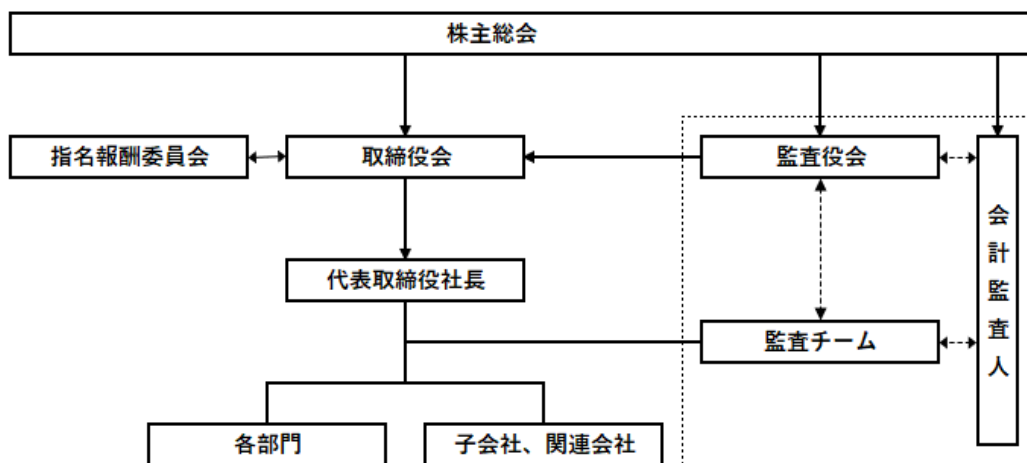 株主総会
指名報酬委員会
取締役会
監査役会
会計監査人
代表取締役社長
監査チーム
各部門
子会社、関連会社